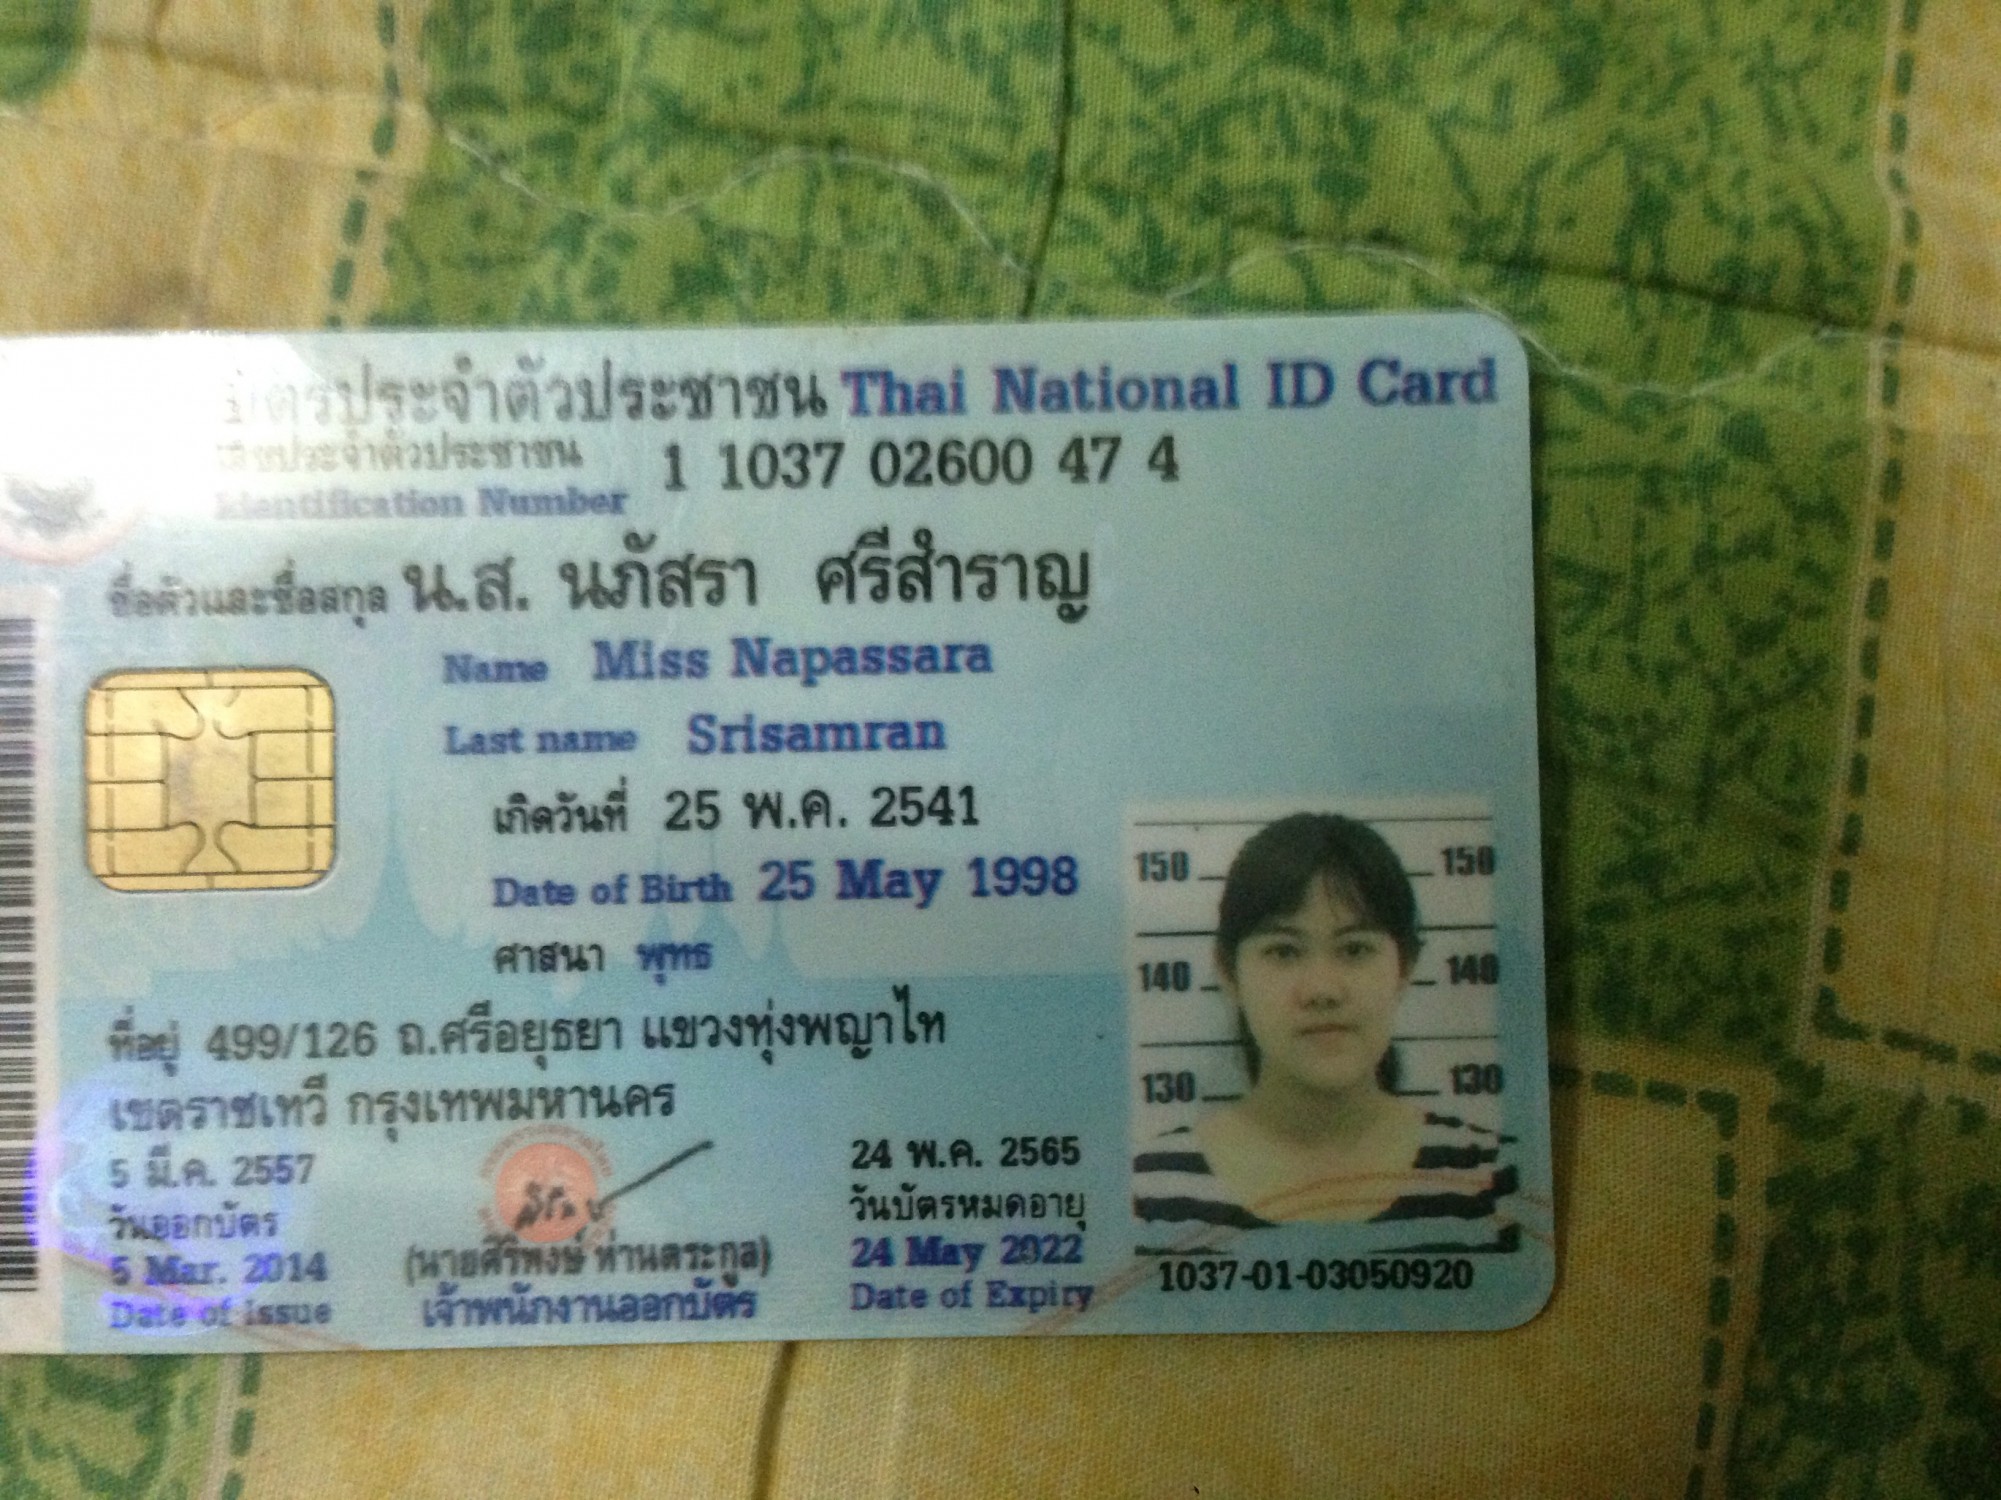 บัตรประจำตัวประชาชน Thai National ID Card
เลขประจำตัวประชาชน 1 1037 02600 47 4
Identification Number
ชื่อตัวและชื่อสกุล น.ส. นภัสรา ศรีสำราญ
Name Miss Napassara
Last name Srisamran
เกิดวันที่ 25 พ.ค. 2541
Date of Birth 25 May 1998
ศาสนา พุทธ
ที่อยู่ 499/126 ถ.ศรีอยุธยา แขวงทุ่งพญาไท
เขตราชเทวี กรุงเทพมหานคร
5 มี.ค. 2557
วันออกบัตร
5 Mar. 2014
Date of Issue
(นายศิริพงษ์ ห่านตระกูล)
เจ้าพนักงานออกบัตร
24 พ.ค. 2565
วันบัตรหมดอายุ
24 May 2022
Date of Expiry
150 150
140 140
130 130
1037-01-03050920